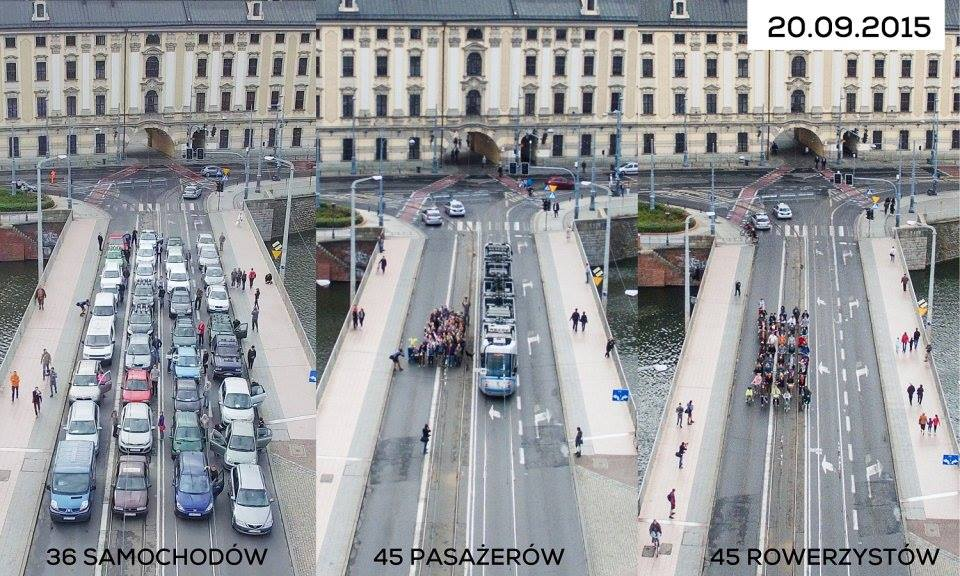 20.09.2015
36 SAMOCHODÓW
45 PASAŻERÓW
45 ROWERZYSTÓW